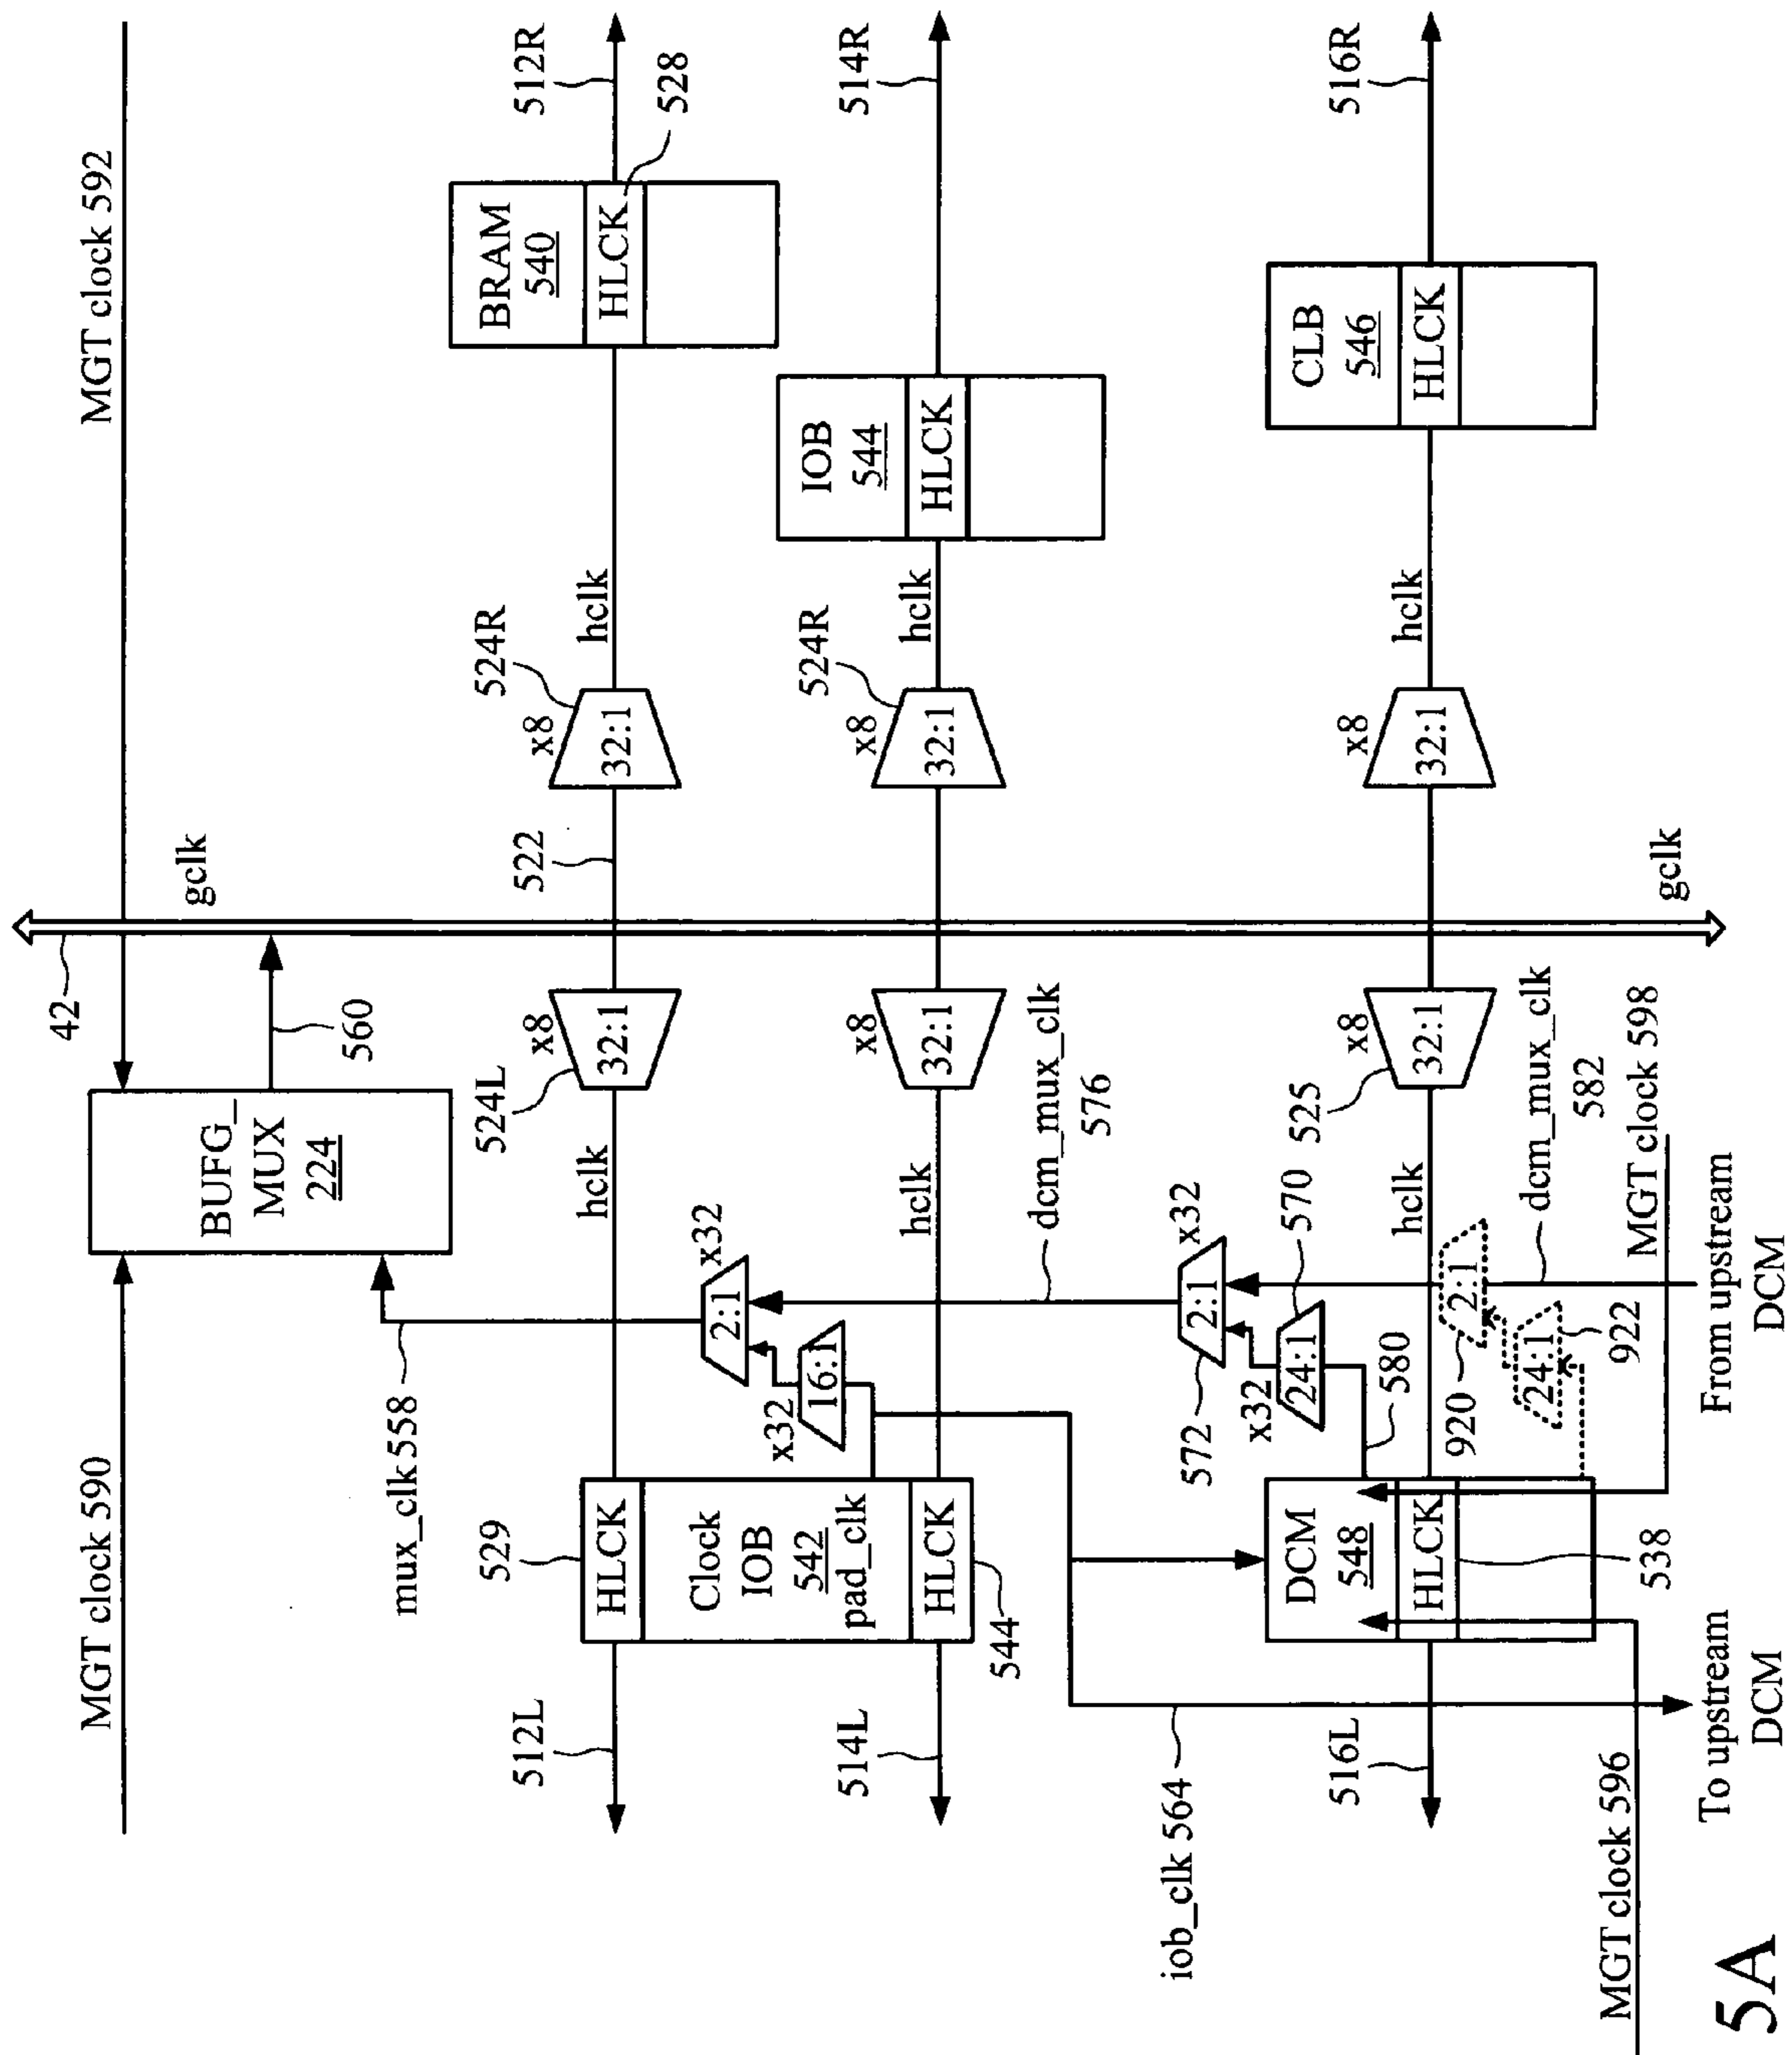 MGT clock 590
MGT clock 592
BUFG_
MUX
224
42
gclk
560
mux_clk 558
512L
529
HLCK
Clock
IOB
542
pad_clk
HLCK
544
514L
hclk
x32
2:1
x32
16:1
hclk
524L
x8
32:1
522
x8
32:1
524R
hclk
BRAM
540
HLCK
528
512R
x8
32:1
x8
32:1
524R
hclk
IOB
544
HLCK
514R
dcm_mux_clk
576
iob_clk 564
516L
DCM
548
HLCK
538
572
2:1
x32
x32
24:1
570
580
hclk
525
x8
32:1
x8
32:1
hclk
CLB
546
HLCK
516R
920
2:1
24:1
922
dcm_mux_clk
582
MGT clock 598
gclk
MGT clock 596
To upstream
DCM
From upstream
DCM
5A